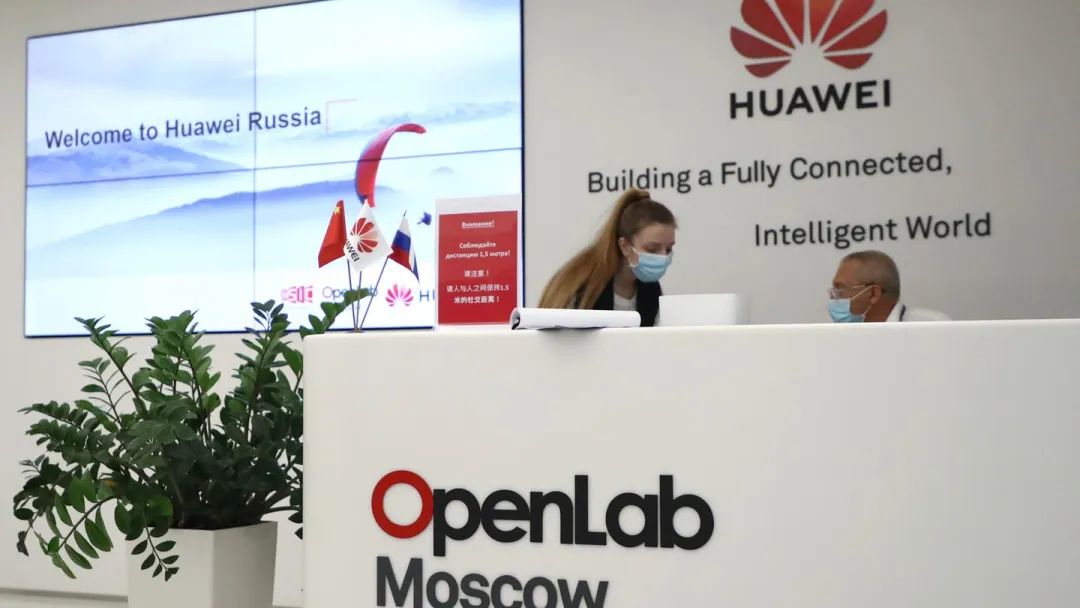 Welcome to Huawei Russia
HUAWEI
Building a Fully Connected,
Intelligent World
Внимание!
Соблюдайте
дистанцию 1,5 метра!
请注意！
请人与人之间保持1.5
米的社交距离！
OpenLab
OpenLab
Moscow